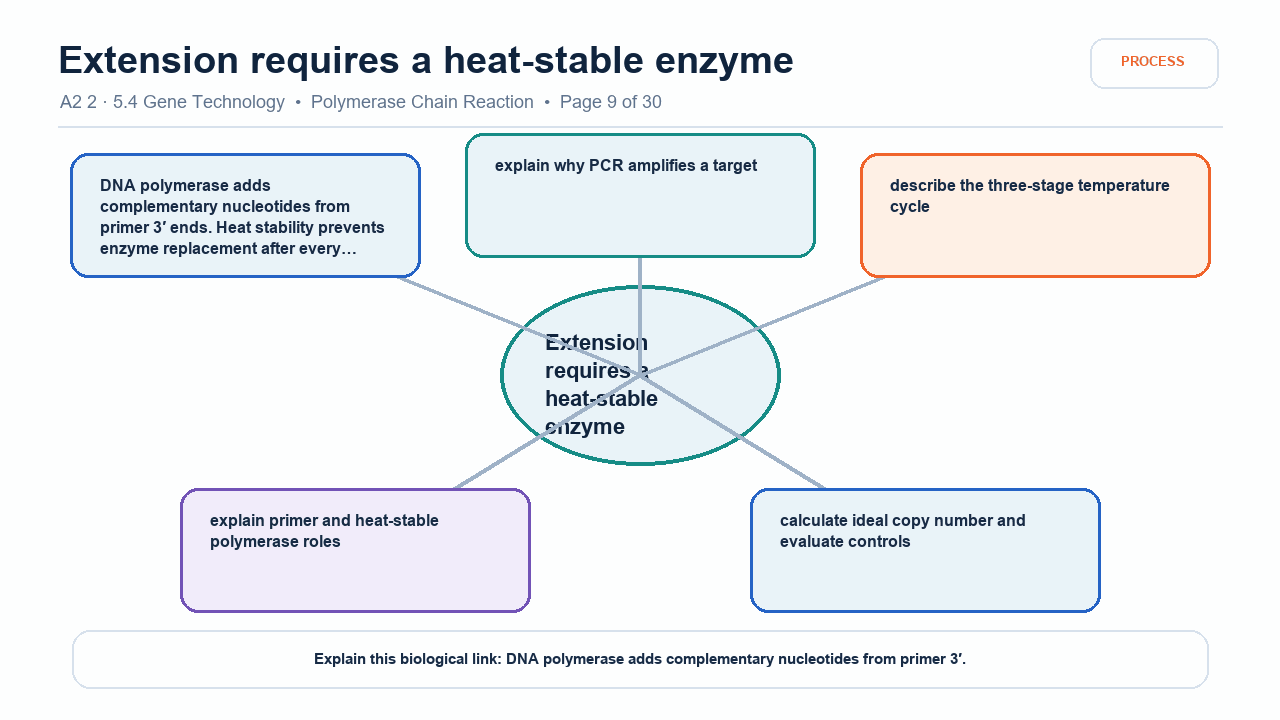 Extension requires a heat-stable enzyme
PROCESS
A2 2 · 5.4 Gene Technology • Polymerase Chain Reaction • Page 9 of 30
DNA polymerase adds
complementary nucleotides from
primer 3′ ends. Heat stability prevents
enzyme replacement after every…
explain why PCR amplifies a target
describe the three-stage temperature
cycle
Extension
requires a
heat-stable
enzyme
explain primer and heat-stable
polymerase roles
calculate ideal copy number and
evaluate controls
Explain this biological link: DNA polymerase adds complementary nucleotides from primer 3′.